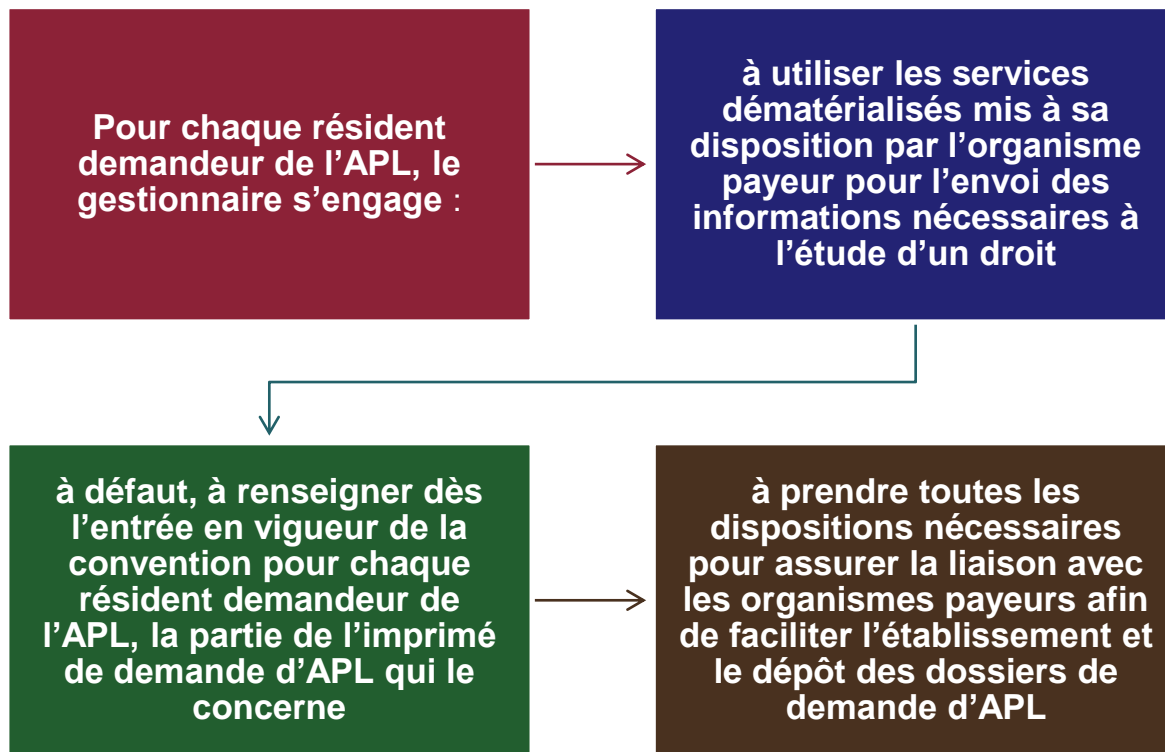 Pour chaque résident
demandeur de l’APL, le
gestionnaire s’engage :
à utiliser les services
dématérialisés mis à sa
disposition par l’organisme
payeur pour l’envoi des
informations nécessaires à
l’étude d’un droit
à défaut, à renseigner dès
l’entrée en vigueur de la
convention pour chaque
résident demandeur de
l’APL, la partie de l’imprimé
de demande d’APL qui le
concerne
à prendre toutes les
dispositions nécessaires
pour assurer la liaison avec
les organismes payeurs afin
de faciliter l’établissement et
le dépôt des dossiers de
demande d’APL